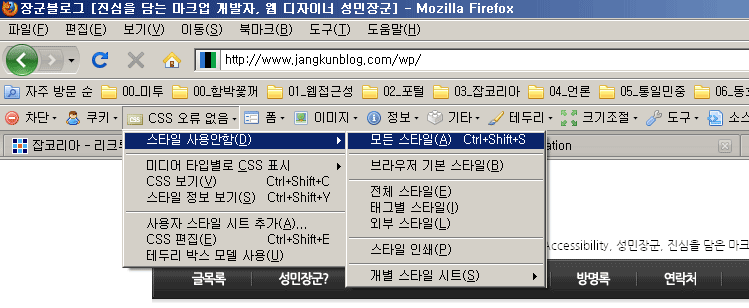 장군블로그 [진심을 담는 마크업 개발자, 웹 디자이너 성민장군] - Mozilla Firefox
파일(F) 편집(E) 보기(V) 이동(S) 북마크(B) 도구(T) 도움말(H)
http://www.jangkunblog.com/wp/
자주 방문 순 00_미투 00_함박꽃꺼 01_웹접근성 02_포털 03_잡코리아 04_언론 05_통일민중
차단 쿠키 CSS 오류 없음 폼 이미지 정보 기타 테두리 크기조절 도구 소스
잡코리아 - 리크루
스타일 사용안함(D)
미디어 타입별로 CSS 표시
CSS 보기(V) Ctrl+Shift+C
스타일 정보 보기(S) Ctrl+Shift+Y
사용자 스타일 시트 추가(A)...
CSS 편집(E) Ctrl+Shift+E
테두리 박스 모델 사용(U)
모든 스타일(A) Ctrl+Shift+S
브라우저 기본 스타일(B)
전체 스타일(E)
태그별 스타일(I)
외부 스타일(L)
스타일 인쇄(P)
개별 스타일 시트(S)
ation
Accessibility, 성민장군, 진심을 담은 마크
글목록 성민장군? 방명록 연락처